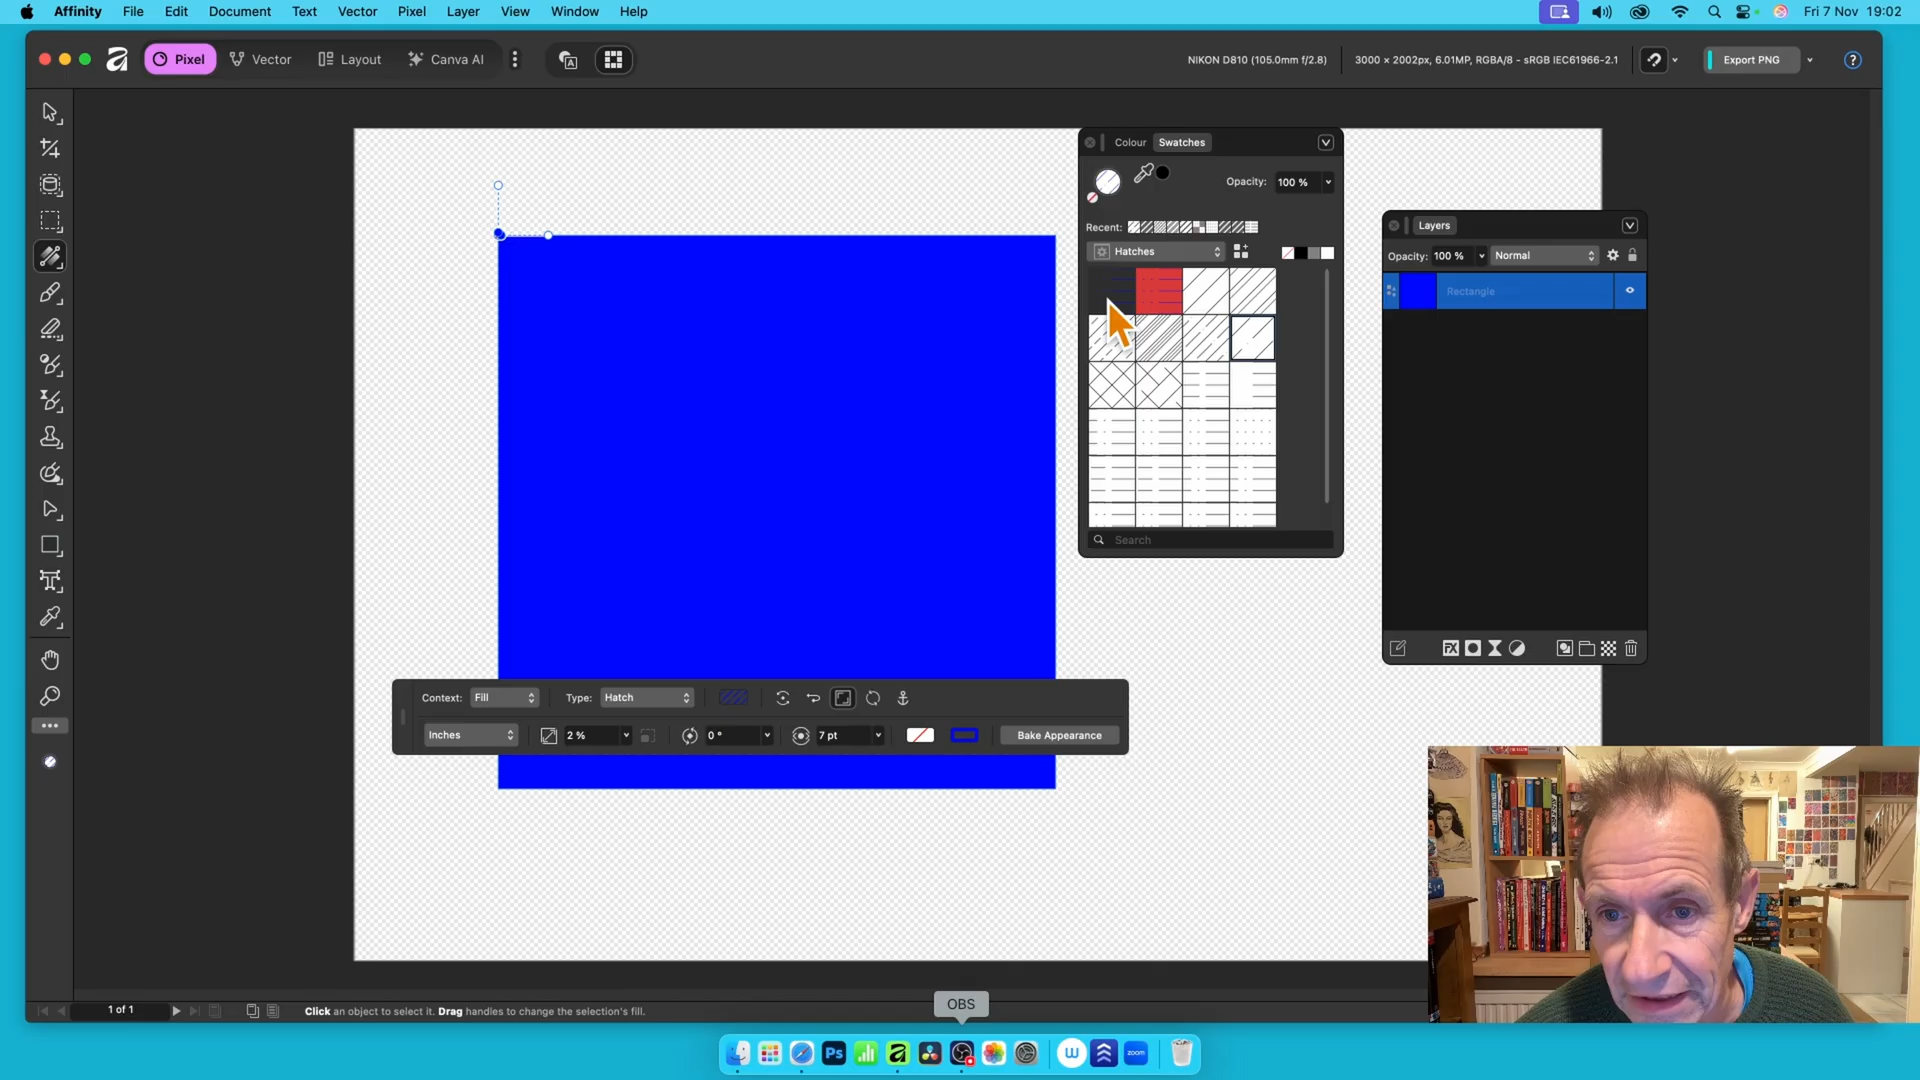 Affinity File Edit Document Text Vector Pixel Layer View Window Help Fri 7 Nov 19:02
Pixel Vector Layout Canva AI NIKON D810 (105.0mm f/2.8) 3000 × 2002px, 6.01MP, RGBA/8 - sRGB IEC61966-2.1 Export PNG ?
Colour Swatches
Opacity: 100 %
Recent:
Hatches
Search
Layers
Opacity: 100 % Normal
Rectangle
Context: Fill Type: Hatch
Inches 2 % 0 ° 7 pt Bake Appearance
1 of 1 Click an object to select it. Drag handles to change the selection's fill.
OBS
Ps zoom